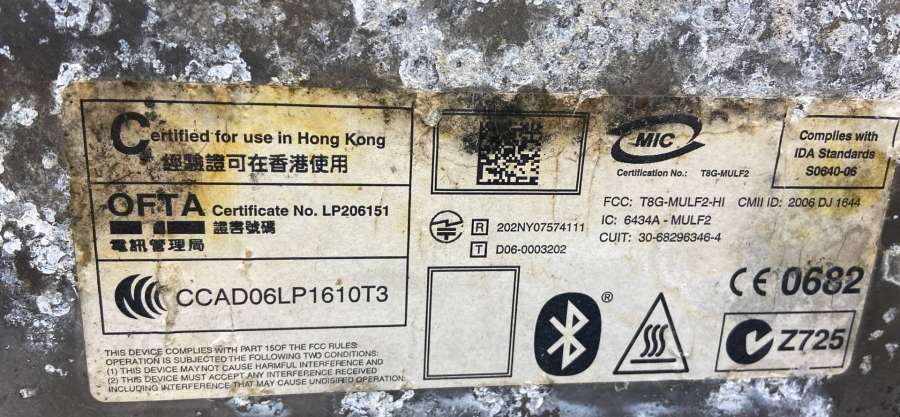 Certified for use in Hong Kong
經驗證可在香港使用
OFTA Certificate No. LP206151
證書號碼
電訊管理局
CCAD06LP1610T3
THIS DEVICE COMPLIES WITH PART 15OF THE FCC RULES:
OPERATION IS SUBJECTED THE FOLLOWING TWO CONDITIONS:
(1) THIS DEVICE MAY NOT CAUSE HARMFUL INTERFERENCE AND
(2) THIS DEVICE MUST ACCEPT ANY INTERFERENCE RECEIVED
INCLUDING INTERFERENCE THAT MAY CAUSE UNDISIRED OPERATION.
R 202NY07574111
T D06-0003202
MIC
Certification No.: T8G-MULF2
Complies with
IDA Standards
S0640-06
FCC: T8G-MULF2-HI CMII ID: 2006 DJ 1644
IC: 6434A - MULF2
CUIT: 30-68296346-4
CE 0682
®
Z725